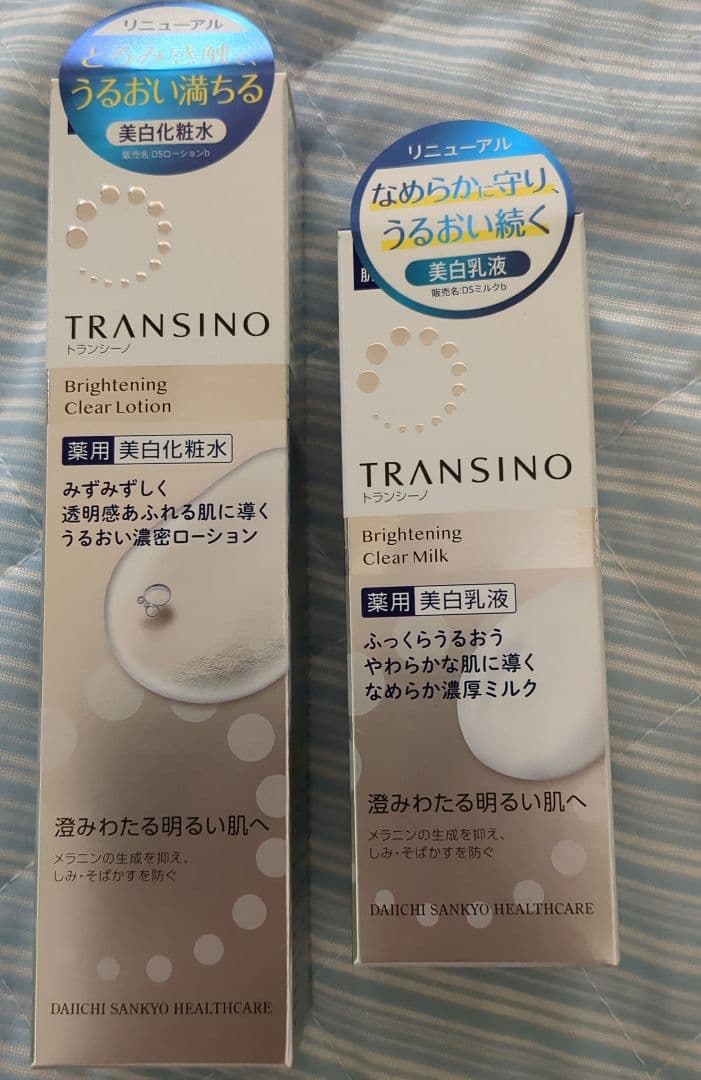 リニューアル
とろみ感触で、
うるおい満ちる
美白化粧水
販売名:DSローションb
TRANSINO
トランシーノ
Brightening
Clear Lotion
薬用 美白化粧水
みずみずしく
透明感あふれる肌に導く
うるおい濃密ローション
澄みわたる明るい肌へ
メラニンの生成を抑え、
しみ・そばかすを防ぐ
DAIICHI SANKYO HEALTHCARE
リニューアル
なめらかに守り、
うるおい続く
美白乳液
販売名:DSミルクb
肌
TRANSINO
トランシーノ
Brightening
Clear Milk
薬用 美白乳液
ふっくらうるおう
やわらかな肌に導く
なめらか濃厚ミルク
澄みわたる明るい肌へ
メラニンの生成を抑え、
しみ・そばかすを防ぐ
DAIICHI SANKYO HEALTHCARE